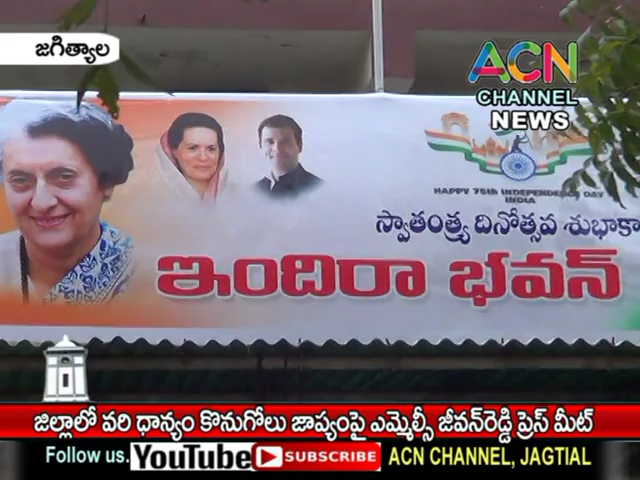 జగిత్యాల
ACN
CHANNEL
NEWS
HAPPY 75th INDEPENDENCE DAY
INDIA
స్వాతంత్ర్య దినోత్సవ శుభాకా
ఇందిరా భవన్
జిల్లాలో వరి ధాన్యం కొనుగోలు జాప్యంపై ఎమ్మెల్సీ జీవన్‌రెడ్డి ప్రెస్ మీట్
Follow us. YouTube SUBSCRIBE ACN CHANNEL, JAGTIAL